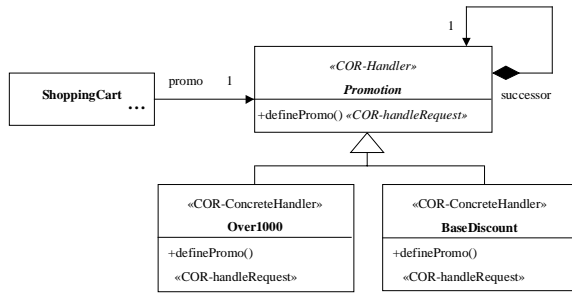 1
«COR-Handler»
Promotion
promo 1
ShoppingCart
...
successor
+definePromo() «COR-handleRequest»
«COR-ConcreteHandler»
Over1000
+definePromo()
«COR-handleRequest»
«COR-ConcreteHandler»
BaseDiscount
+definePromo()
«COR-handleRequest»